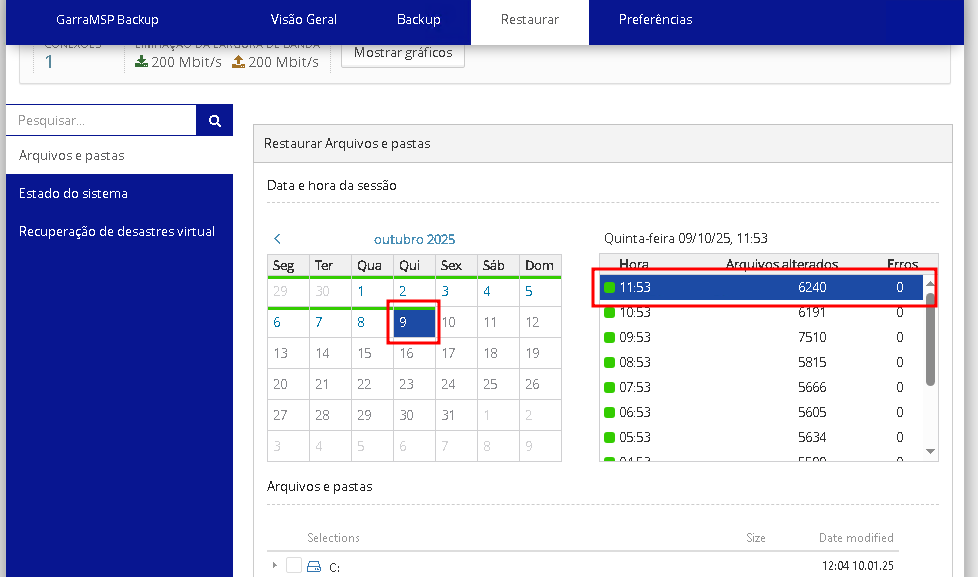 GarraMSP Backup Visão Geral Backup Restaurar Preferências
CONEXÕES LIMITAÇÃO DA LARGURA DE BANDA
1 200 Mbit/s 200 Mbit/s Mostrar gráficos
Pesquisar...
Arquivos e pastas
Estado do sistema
Recuperação de desastres virtual
Restaurar Arquivos e pastas
Data e hora da sessão
outubro 2025
Seg Ter Qua Qui Sex Sáb Dom
29 30 1 2 3 4 5
6 7 8 9 10 11 12
13 14 15 16 17 18 19
20 21 22 23 24 25 26
27 28 29 30 31 1 2
3 4 5 6 7 8 9
Quinta-feira 09/10/25, 11:53
Hora Arquivos alterados Erros
11:53 6240 0
10:53 6191 0
09:53 7510 0
08:53 5815 0
07:53 5666 0
06:53 5605 0
05:53 5634 0
Arquivos e pastas
Selections Size Date modified
C: 12:04 10.01.25